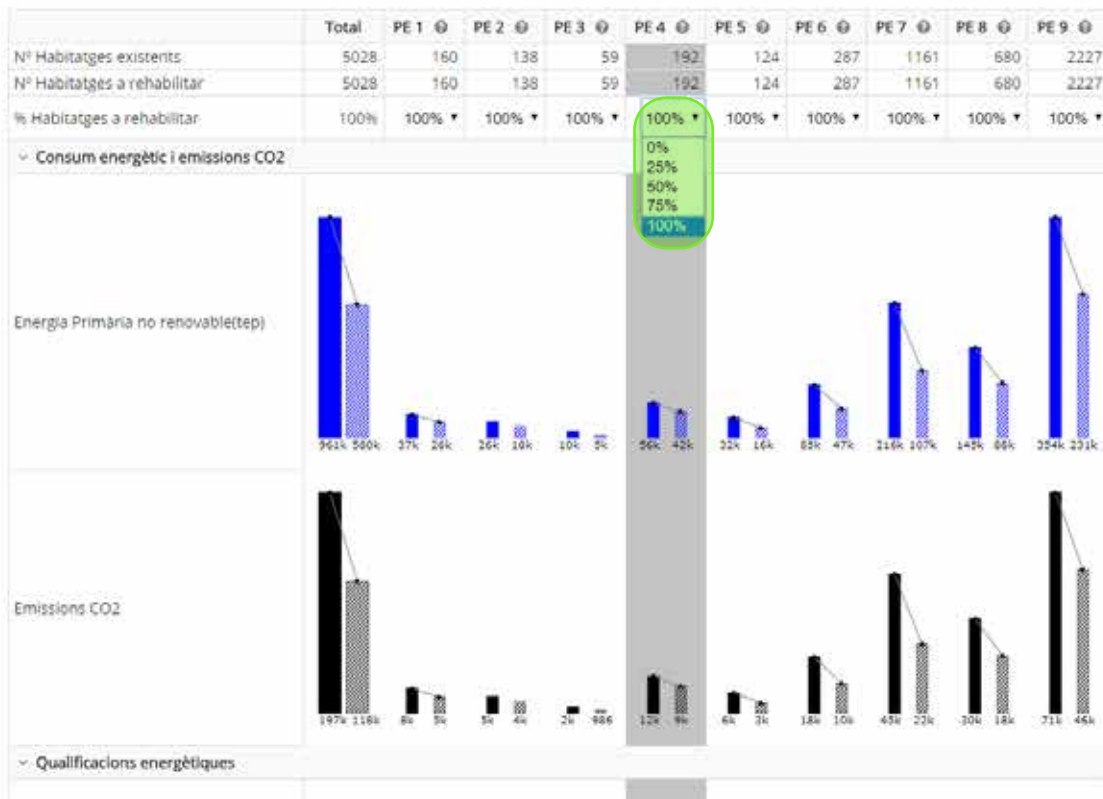 Total PE 1 PE 2 PE 3 PE 4 PE 5 PE 6 PE 7 PE 8 PE 9
Nº Habitatges existents 5028 160 138 59 192 124 287 1161 680 2227
Nº Habitatges a rehabilitar 5028 160 138 59 192 124 287 1161 680 2227
% Habitatges a rehabilitar 100% 100% 100% 100% 100% 100% 100% 100% 100% 100%
0%
25%
50%
75%
100%
Consum energètic i emissions CO2
Energia Primària no renovable(tep)
961k 580k 37k 26k 26k 18k 10k 5k 56k 42k 32k 16k 85k 47k 216k 107k 145k 88k 354k 231k
Emissions CO2
197k 118k 8k 5k 5k 4k 2k 986 12k 9k 6k 3k 18k 10k 45k 22k 30k 18k 71k 46k
Qualificacions energètiques